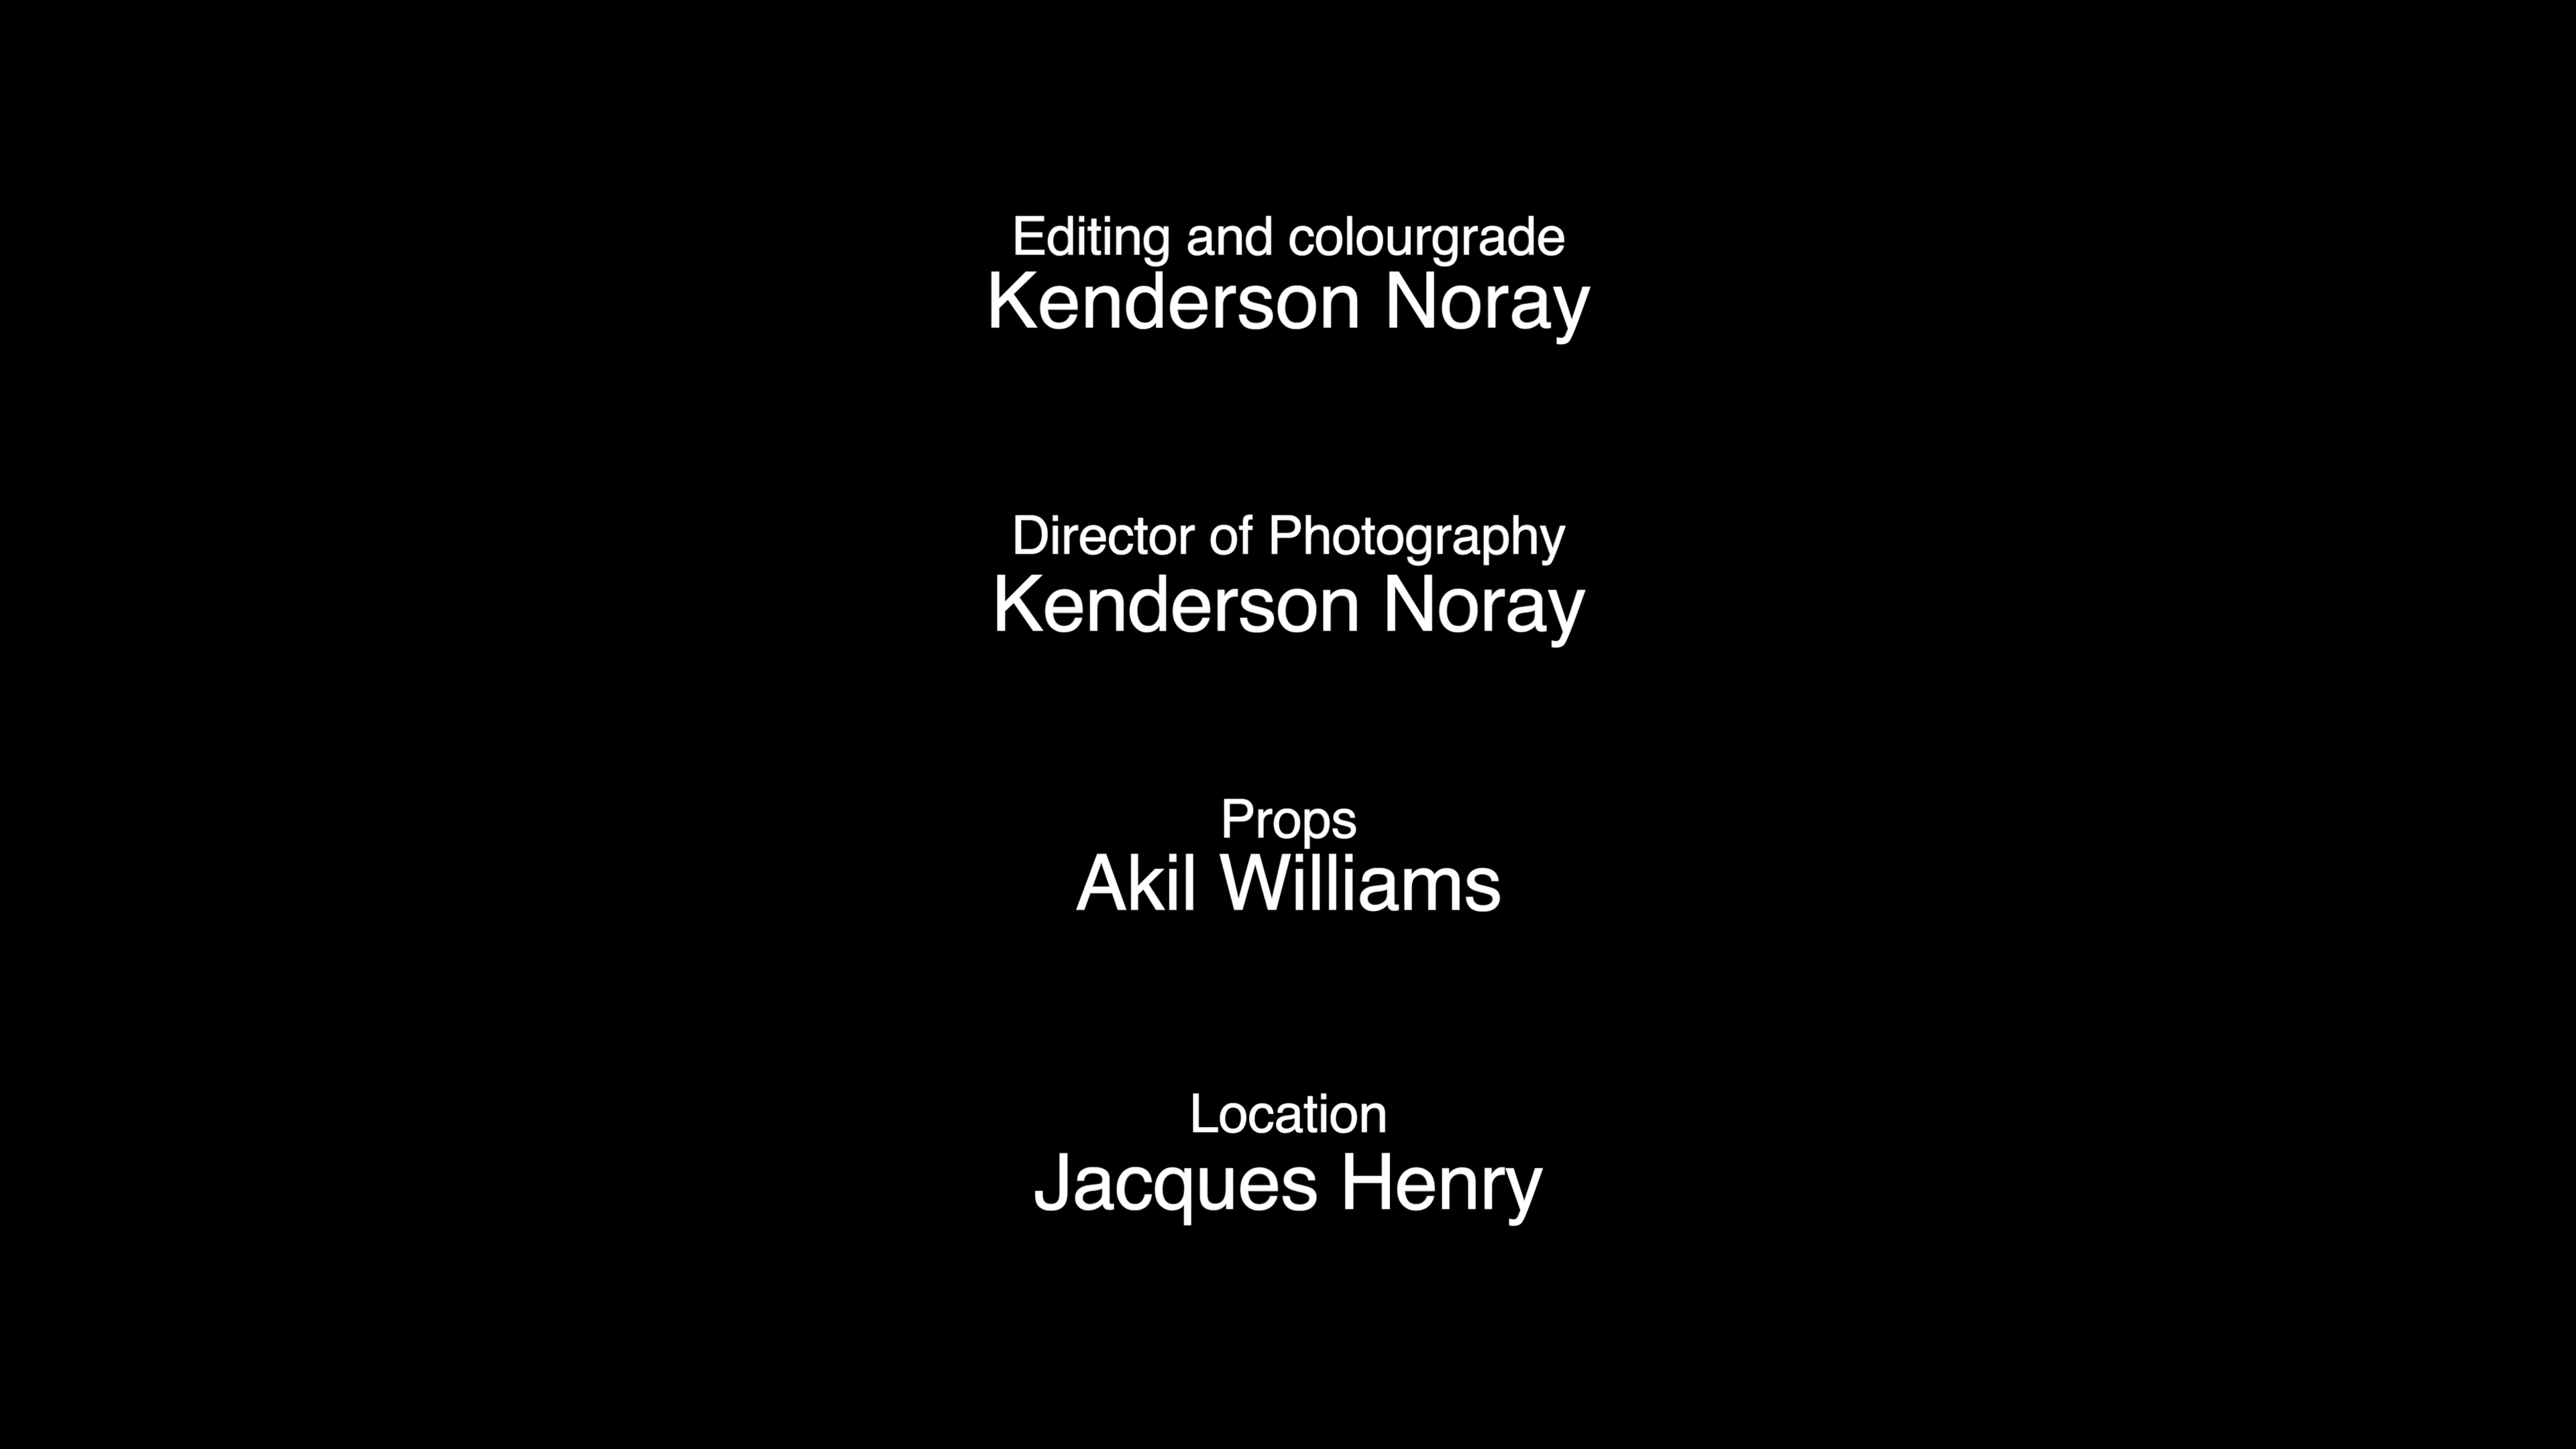 Editing and colourgrade
Kenderson Noray
Director of Photography
Kenderson Noray
Props
Akil Williams
Location
Jacques Henry